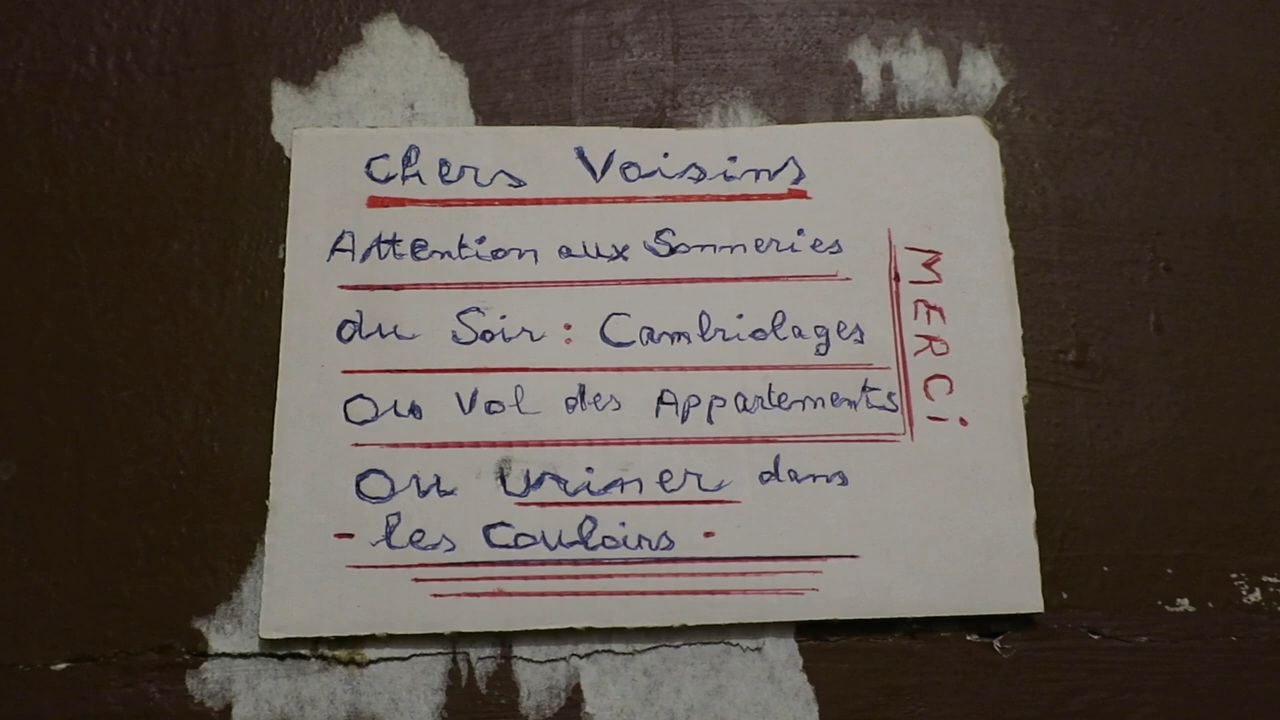 Chers Voisins
Attention aux Sonneries
du Soir : Cambriolages
Ou Vol des Appartements
Ou Uriner dans
- les Couloirs -
MERCi